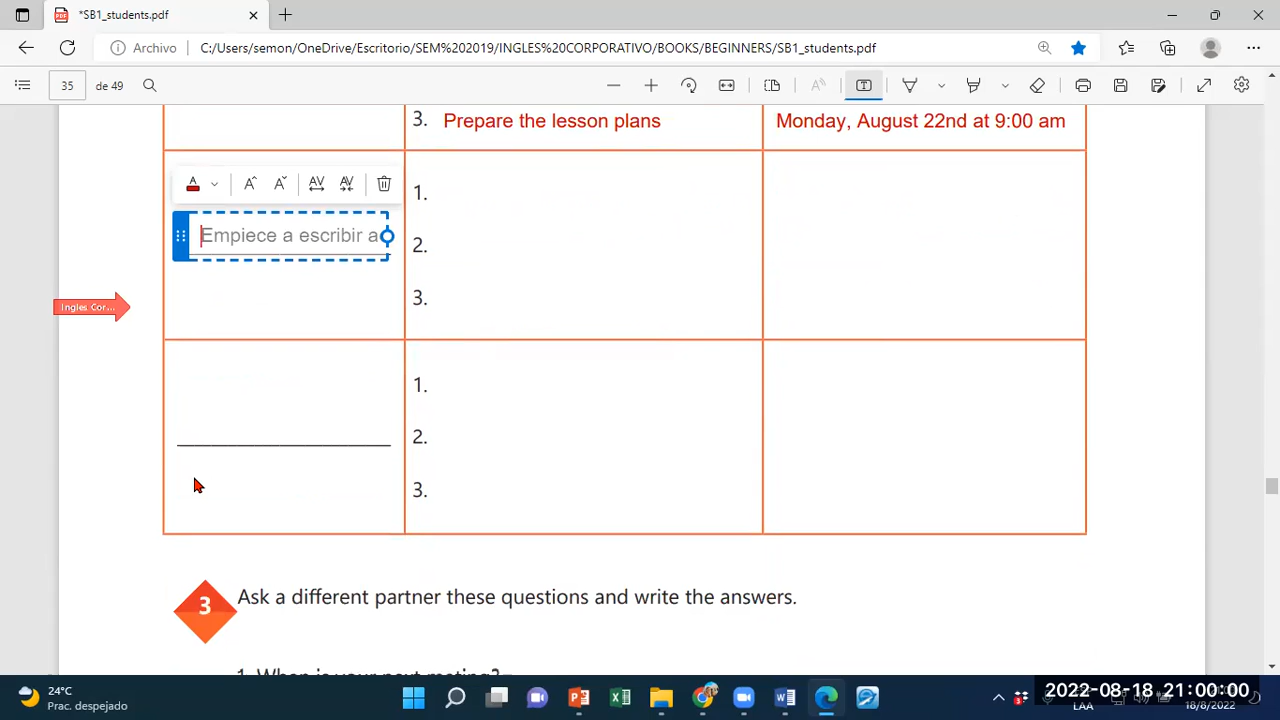 *SB1_students.pdf
Archivo
C:/Users/semon/OneDrive/Escritorio/SEM%202019/INGLES%20CORPORATIVO/BOOKS/BEGINNERS/SB1_students.pdf
35
de 49
3. Prepare the lesson plans
Monday, August 22nd at 9:00 am
Empiece a escribir a
1.
2.
3.
Ingles Cor...
1.
2.
3.
3
Ask a different partner these questions and write the answers.
24°C
Prac. despejado
LAA
18/8/2022
2022-08-18 21:00:00